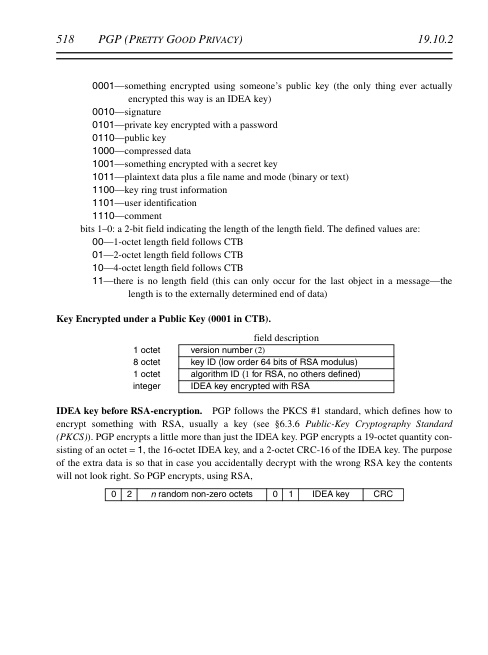 518 PGP (PRETTY GOOD PRIVACY) 19.10.2
0001—something encrypted using someone's public key (the only thing ever actually
encrypted this way is an IDEA key)
0010—signature
0101—private key encrypted with a password
0110—public key
1000—compressed data
1001—something encrypted with a secret key
1011—plaintext data plus a file name and mode (binary or text)
1100—key ring trust information
1101—user identification
1110—comment
bits 1–0: a 2-bit field indicating the length of the length field. The defined values are:
00—1-octet length field follows CTB
01—2-octet length field follows CTB
10—4-octet length field follows CTB
11—there is no length field (this can only occur for the last object in a message—the
length is to the externally determined end of data)
Key Encrypted under a Public Key (0001 in CTB).
field description
1 octet version number (2)
8 octet key ID (low order 64 bits of RSA modulus)
1 octet algorithm ID (1 for RSA, no others defined)
integer IDEA key encrypted with RSA
IDEA key before RSA-encryption. PGP follows the PKCS #1 standard, which defines how to
encrypt something with RSA, usually a key (see §6.3.6 Public-Key Cryptography Standard
(PKCS)). PGP encrypts a little more than just the IDEA key. PGP encrypts a 19-octet quantity con-
sisting of an octet = 1, the 16-octet IDEA key, and a 2-octet CRC-16 of the IDEA key. The purpose
of the extra data is so that in case you accidentally decrypt with the wrong RSA key the contents
will not look right. So PGP encrypts, using RSA,
0 2 n random non-zero octets 0 1 IDEA key CRC